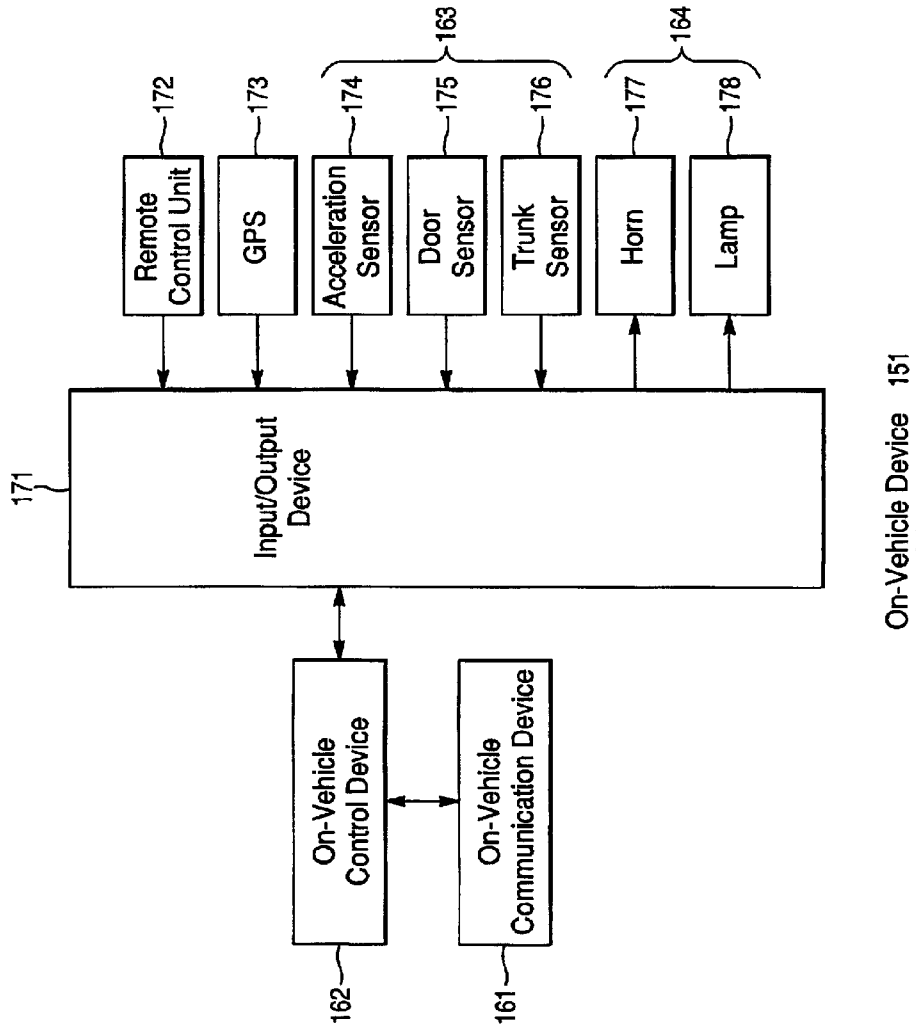 171
Input/Output
Device
Remote
Control Unit
172
GPS
173
Acceleration
Sensor
174
Door
Sensor
175
Trunk
Sensor
176
163
Horn
177
Lamp
178
164
On-Vehicle
Control Device
162
On-Vehicle
Communication Device
161
On-Vehicle Device 151